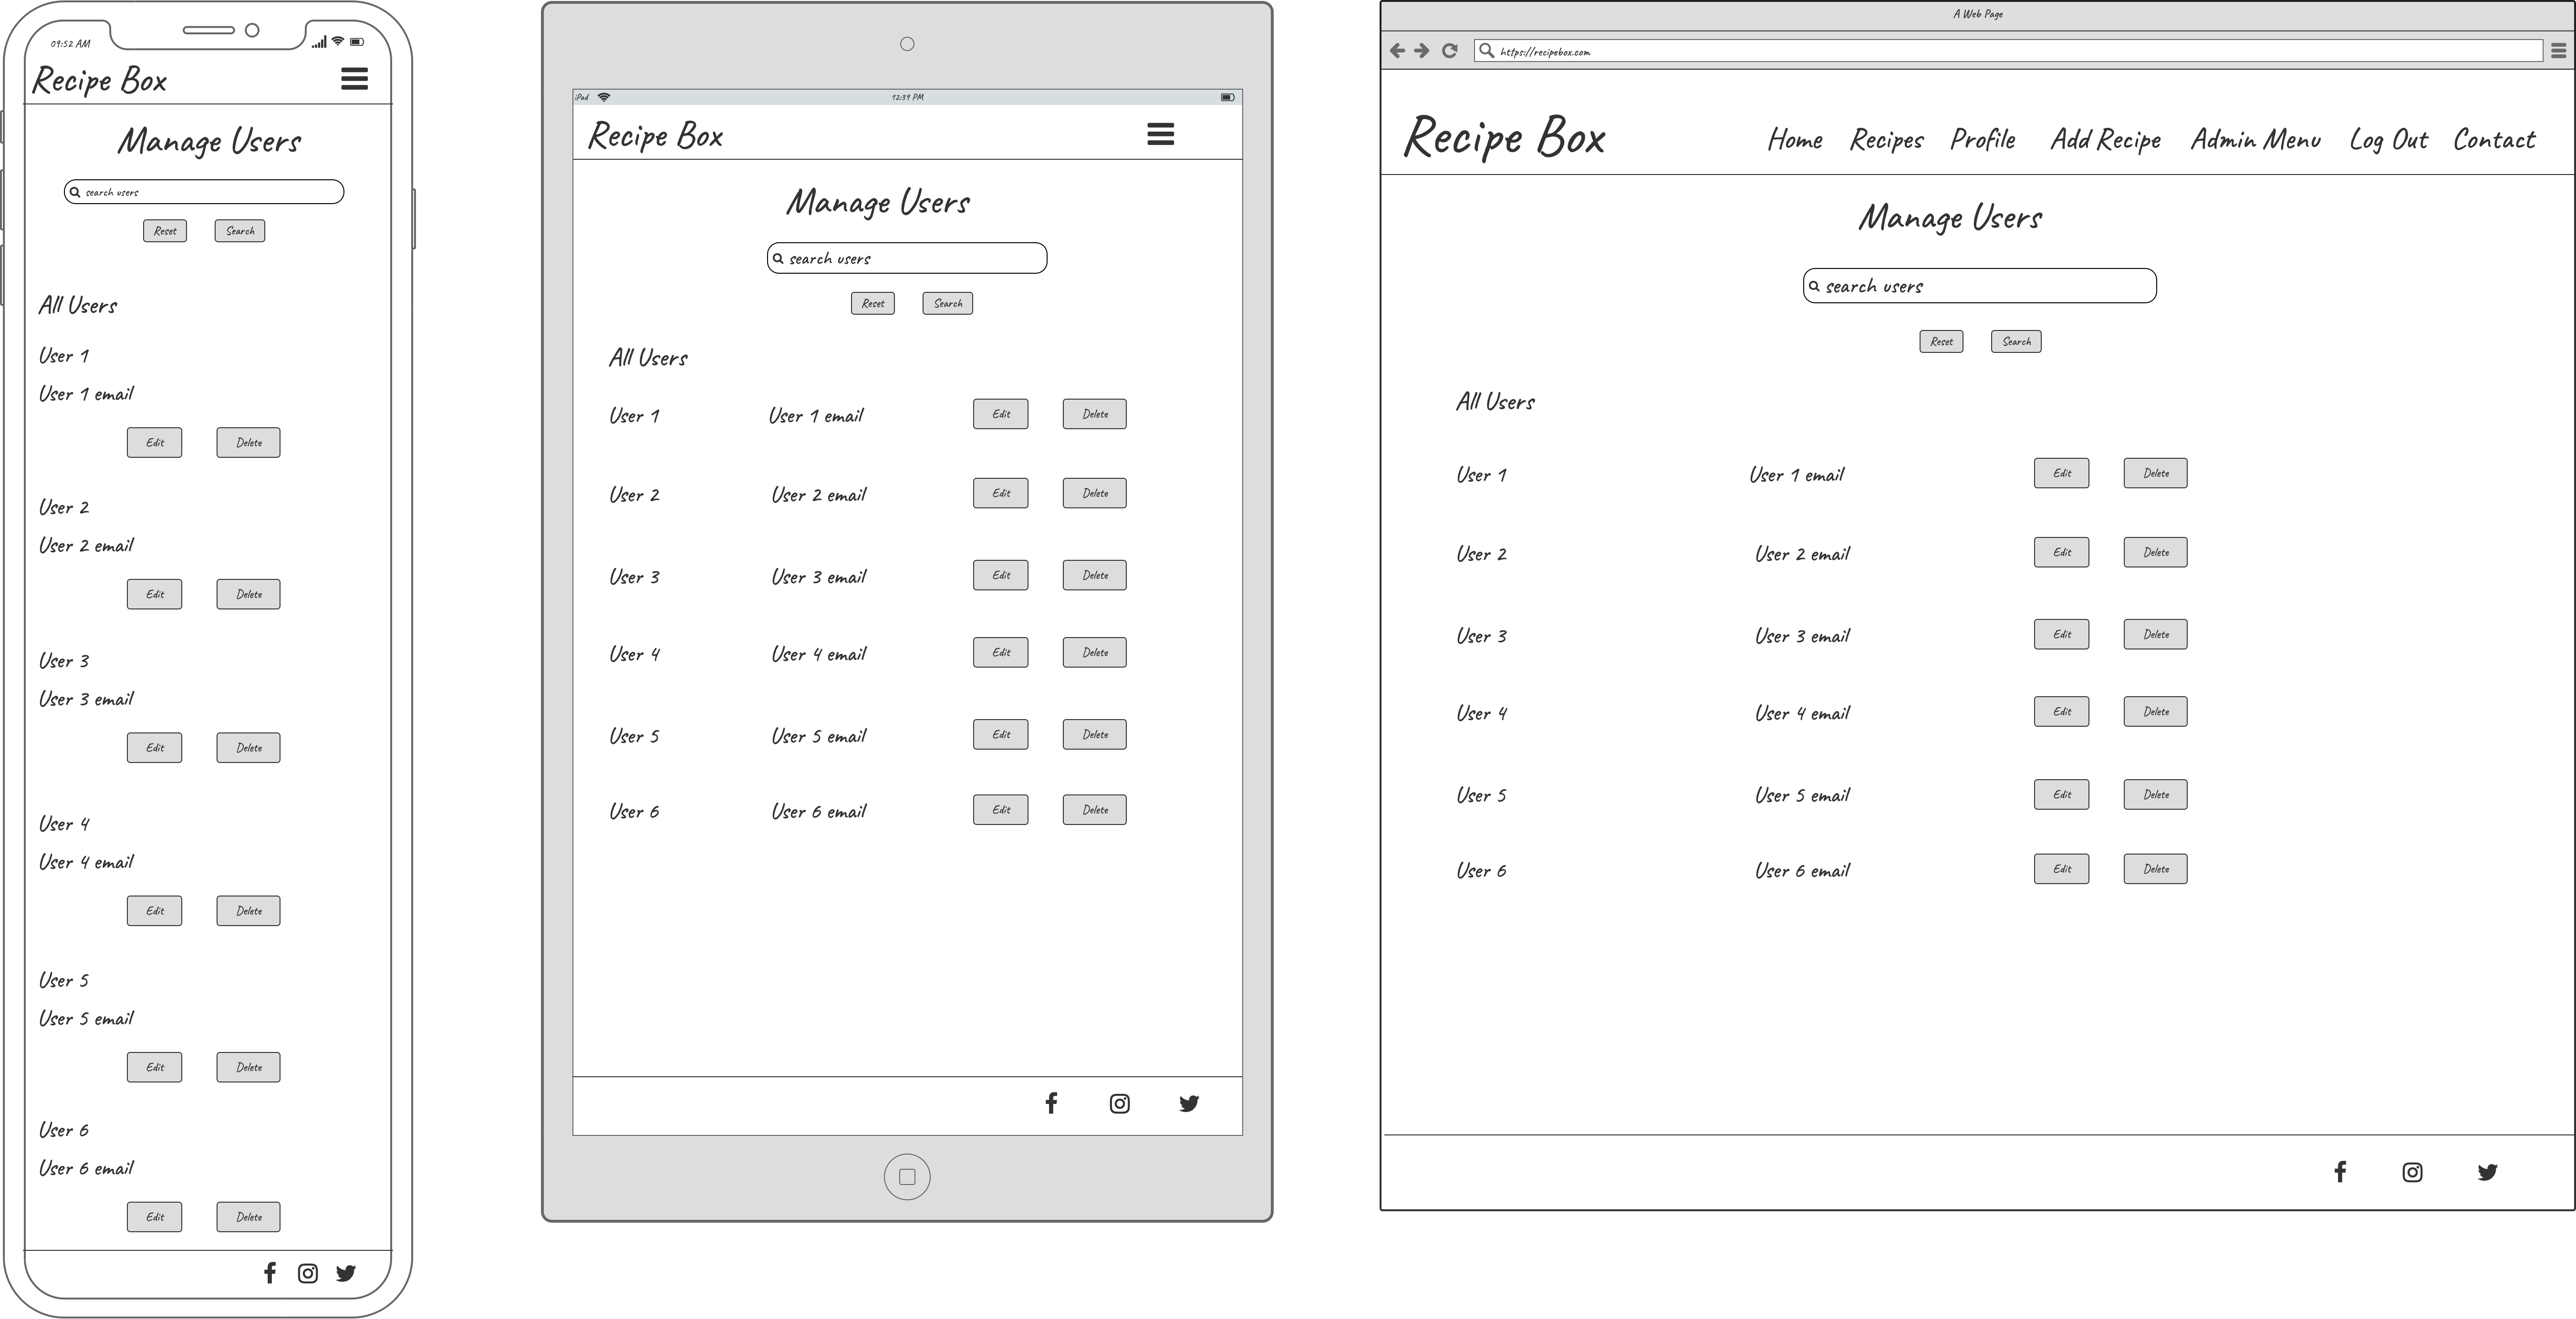 09:52 AM
Recipe Box
Manage Users
search users
Reset Search
All Users
User 1
User 1 email
Edit Delete
User 2
User 2 email
Edit Delete
User 3
User 3 email
Edit Delete
User 4
User 4 email
Edit Delete
User 5
User 5 email
Edit Delete
User 6
User 6 email
Edit Delete
iPad 12:39 PM
Recipe Box
Manage Users
search users
Reset Search
All Users
User 1 User 1 email Edit Delete
User 2 User 2 email Edit Delete
User 3 User 3 email Edit Delete
User 4 User 4 email Edit Delete
User 5 User 5 email Edit Delete
User 6 User 6 email Edit Delete
A Web Page
https://recipebox.com
Recipe Box Home Recipes Profile Add Recipe Admin Menu Log Out Contact
Manage Users
search users
Reset Search
All Users
User 1 User 1 email Edit Delete
User 2 User 2 email Edit Delete
User 3 User 3 email Edit Delete
User 4 User 4 email Edit Delete
User 5 User 5 email Edit Delete
User 6 User 6 email Edit Delete